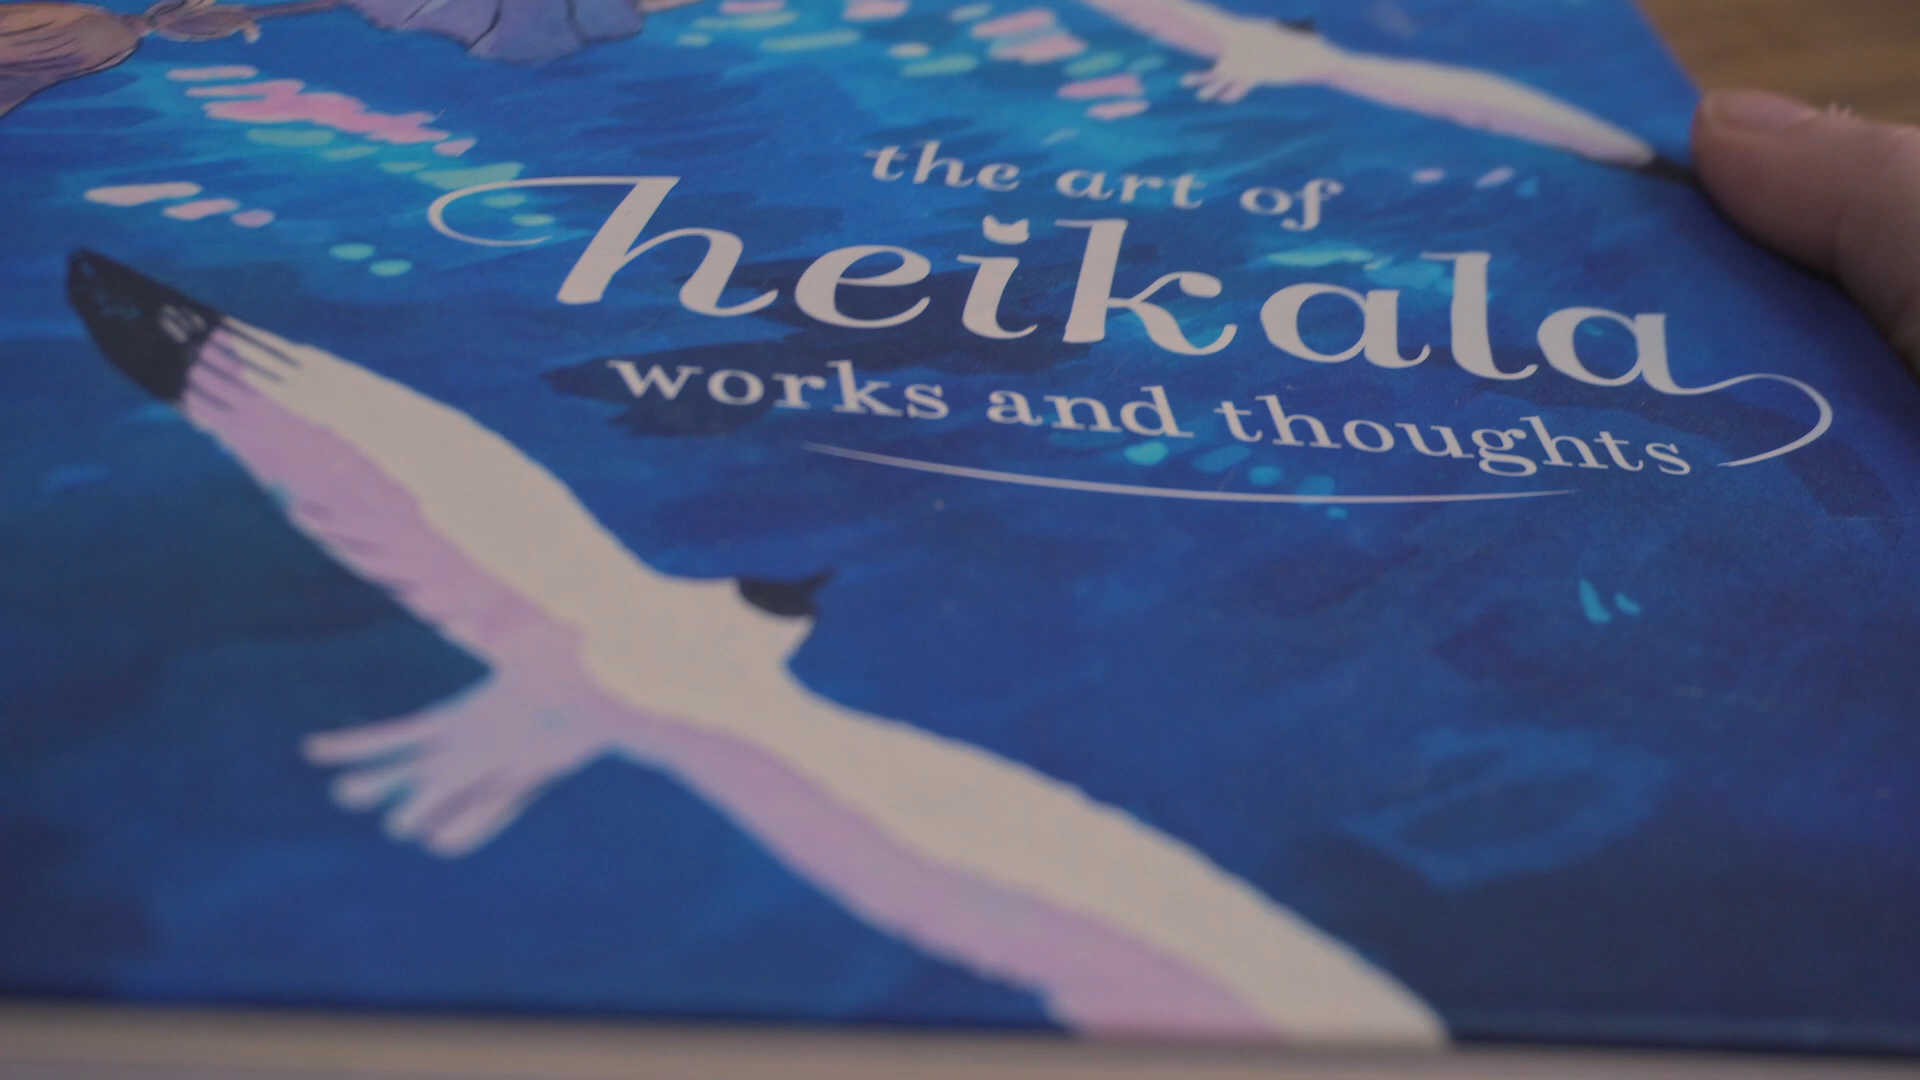 the art of
heikala
works and thoughts